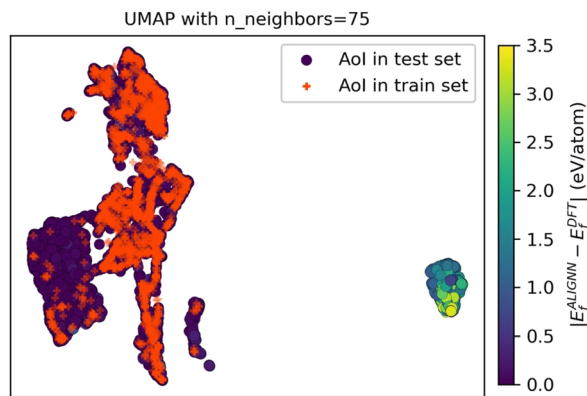 UMAP with n_neighbors=75
AoI in test set
AoI in train set
3.5
3.0
2.5
2.0
1.5
1.0
0.5
0.0
|E_f^{ALIGNN} − E_f^{DFT}| (eV/atom)